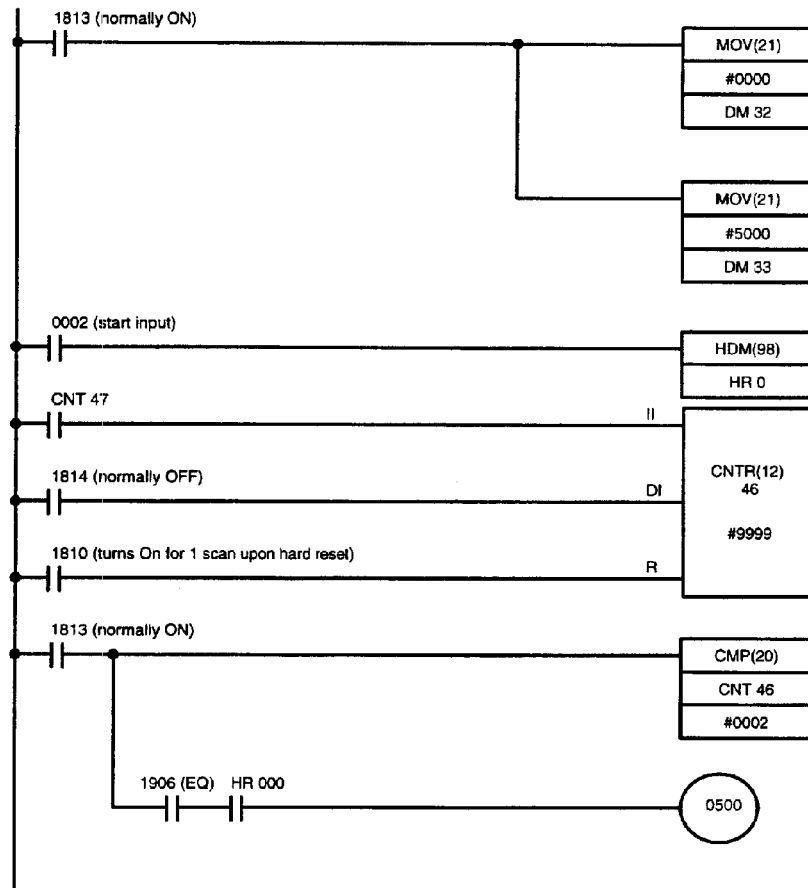 1813 (normally ON)
MOV(21)
#0000
DM 32
MOV(21)
#5000
DM 33
0002 (start input)
HDM(98)
HR 0
CNT 47
II
CNTR(12)
46
#9999
1814 (normally OFF)
DI
1810 (turns On for 1 scan upon hard reset)
R
1813 (normally ON)
CMP(20)
CNT 46
#0002
1906 (EQ) HR 000
0500